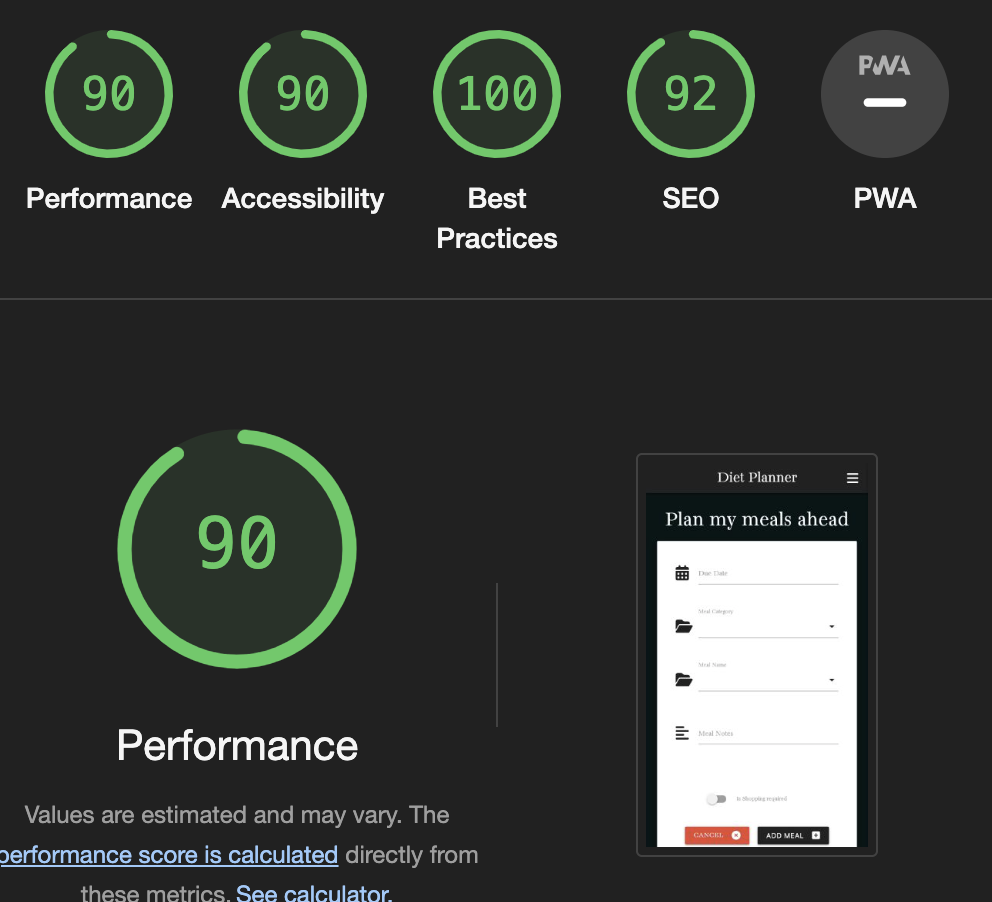 90
90
100
92
PWA
Performance
Accessibility
Best
Practices
SEO
PWA
90
Performance
Values are estimated and may vary. The
performance score is calculated directly from
these metrics. See calculator.
Diet Planner
Plan my meals ahead
Due Date
Meal Category
Meal Name
Meal Notes
Is Shopping required
CANCEL
ADD MEAL